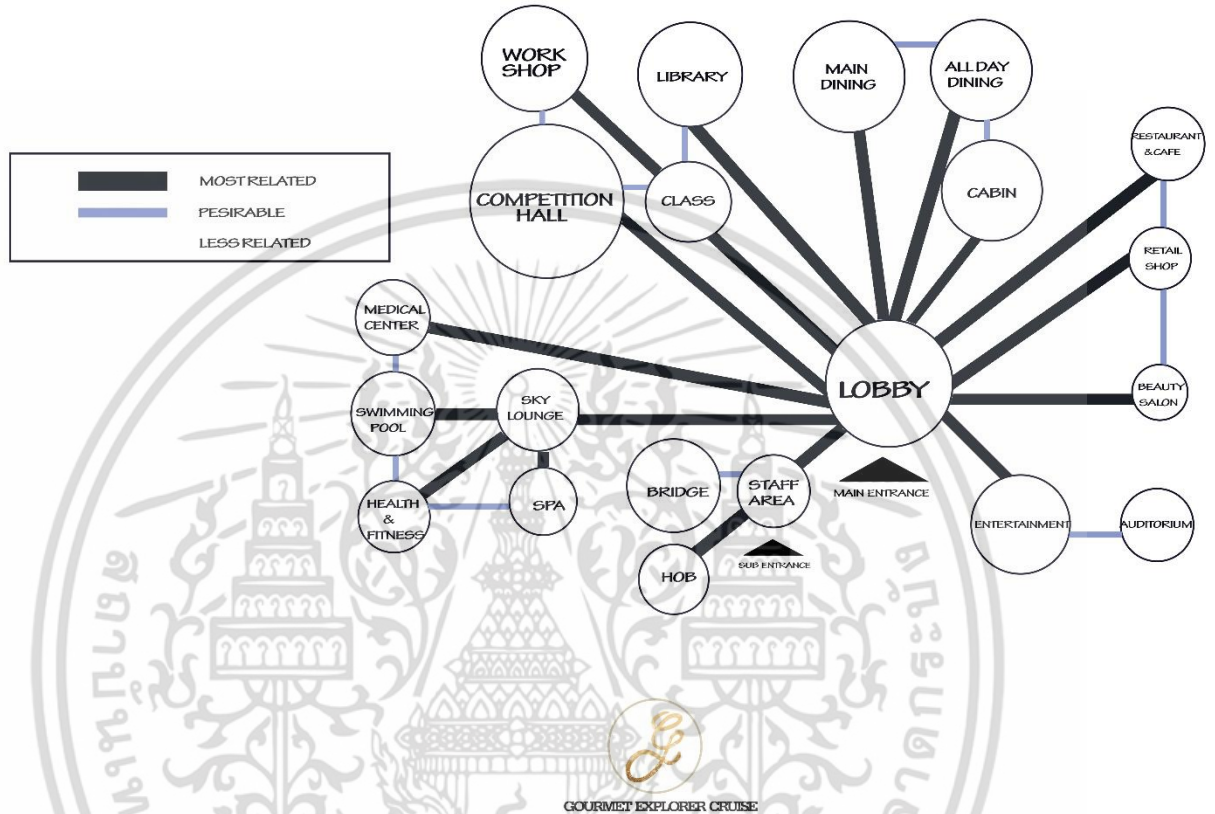 WORK
SHOP
LIBRARY
MAIN
DINING
ALL DAY
DINING
RESTAURANT
& CAFE
MOST RELATED
PESIRABLE
LESS RELATED
COMPETITION
HALL
CLASS
CABIN
RETAIL
SHOP
MEDICAL
CENTER
LOBBY
BEAUTY
SALON
SWIMMING
POOL
SKY
LOUNGE
HEALTH
&
FITNESS
SPA
BRIDGE
STAFF
AREA
MAIN ENTRANCE
ENTERTAINMENT
AUDITORIUM
HOB
SUB ENTRANCE
GOURMET EXPLORER CRUISE